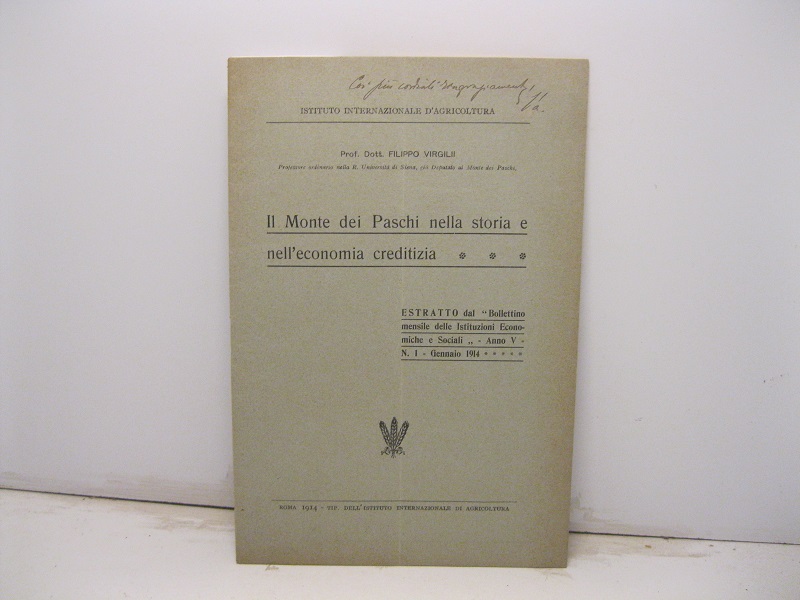 Coi più cordiali ringraziamenti
ISTITUTO INTERNAZIONALE D'AGRICOLTURA
Prof. Dott. FILIPPO VIRGILII
Professore ordinario nella R. Università di Siena, già Deputato al Monte dei Paschi.
Il Monte dei Paschi nella storia e
nell'economia creditizia
ESTRATTO dal "Bollettino
mensile delle Istituzioni Econo-
miche e Sociali „ - Anno V -
N. 1 - Gennaio 1914
ROMA 1914 - TIP. DELL'ISTITUTO INTERNAZIONALE DI AGRICOLTURA